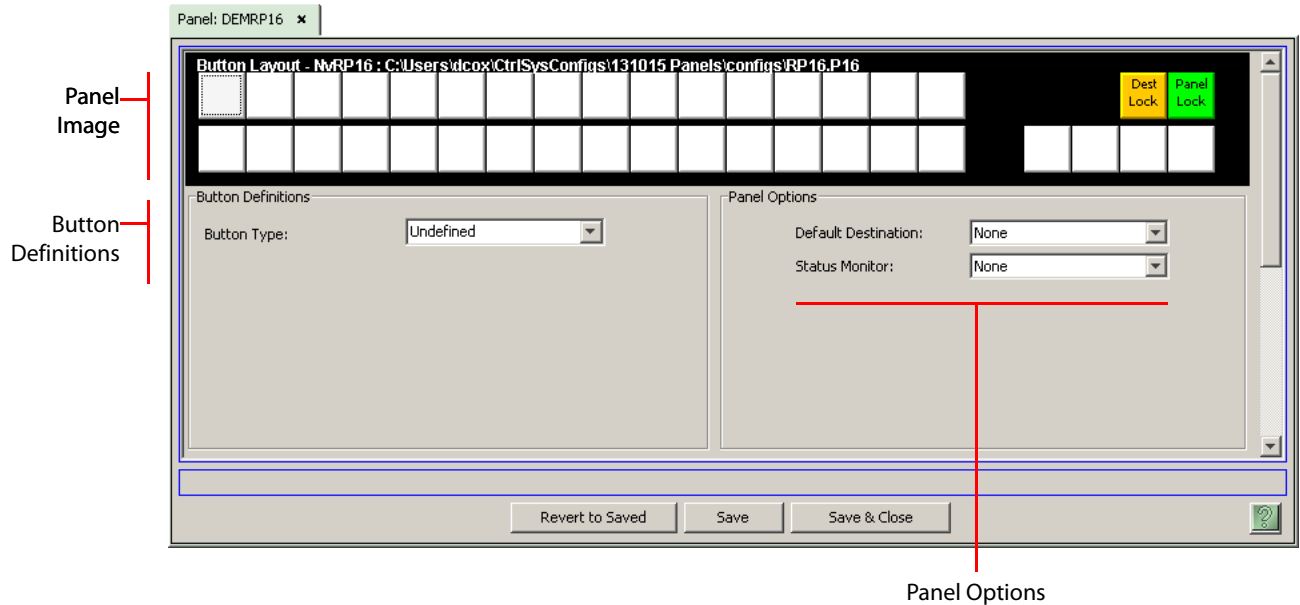 Panel: DEMRP16 ×
Button Layout - NvRP16 : C:\Users\dcox\CtrlSysConfigs\131015 Panels\configs\RP16.P16
Dest
Lock
Panel
Lock
Panel
Image
Button
Definitions
Button Definitions
Button Type:
Undefined
Panel Options
Default Destination:
None
Status Monitor:
None
Revert to Saved
Save
Save & Close
?
Panel Options